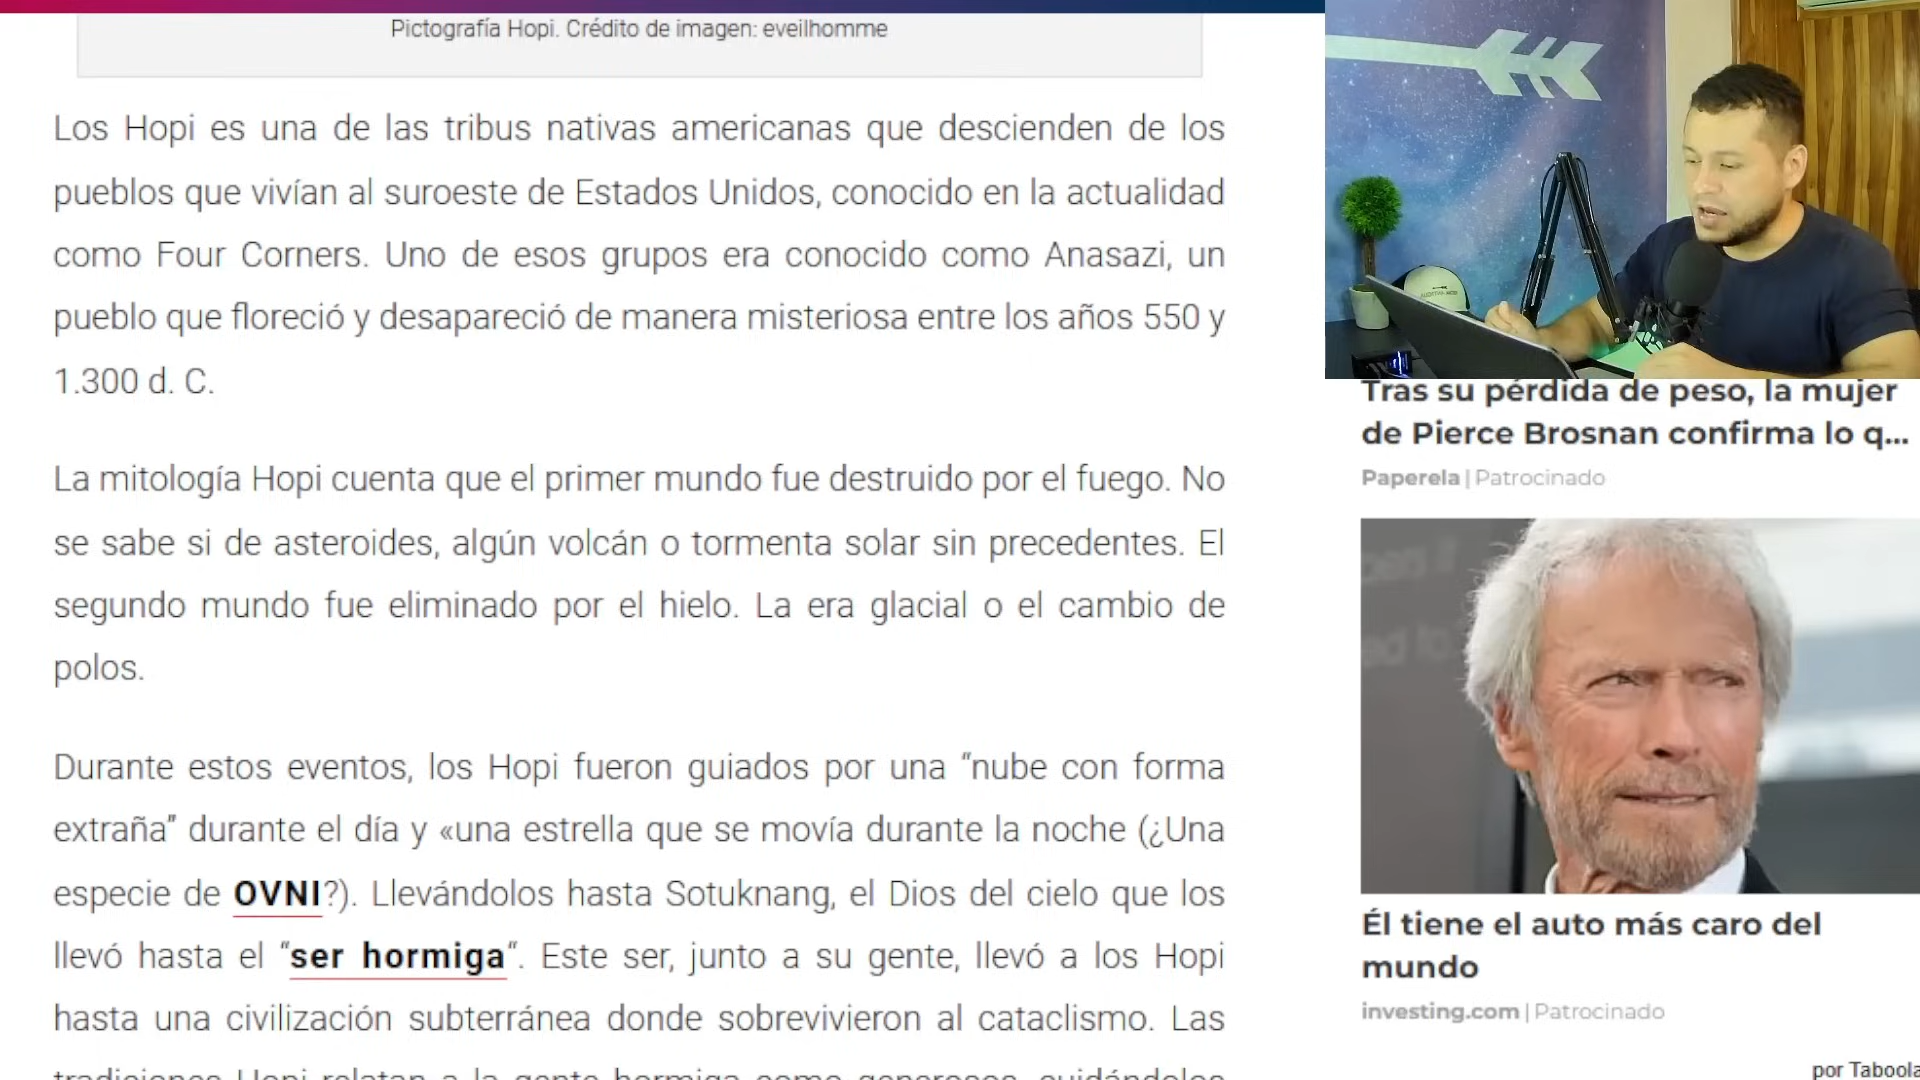 Pictografía Hopi. Crédito de imagen: eveilhomme
Los Hopi es una de las tribus nativas americanas que descienden de los
pueblos que vivían al suroeste de Estados Unidos, conocido en la actualidad
como Four Corners. Uno de esos grupos era conocido como Anasazi, un
pueblo que floreció y desapareció de manera misteriosa entre los años 550 y
1.300 d. C.
La mitología Hopi cuenta que el primer mundo fue destruido por el fuego. No
se sabe si de asteroides, algún volcán o tormenta solar sin precedentes. El
segundo mundo fue eliminado por el hielo. La era glacial o el cambio de
polos.
Durante estos eventos, los Hopi fueron guiados por una “nube con forma
extraña” durante el día y «una estrella que se movía durante la noche (¿Una
especie de OVNI?). Llevándolos hasta Sotuknang, el Dios del cielo que los
llevó hasta el “ser hormiga“. Este ser, junto a su gente, llevó a los Hopi
hasta una civilización subterránea donde sobrevivieron al cataclismo. Las
tradiciones Hopi relatan a la gente hormiga como generosos, cuidándolos
Tras su pérdida de peso, la mujer
de Pierce Brosnan confirma lo q...
Paperela | Patrocinado
Él tiene el auto más caro del
mundo
investing.com | Patrocinado
por Taboola